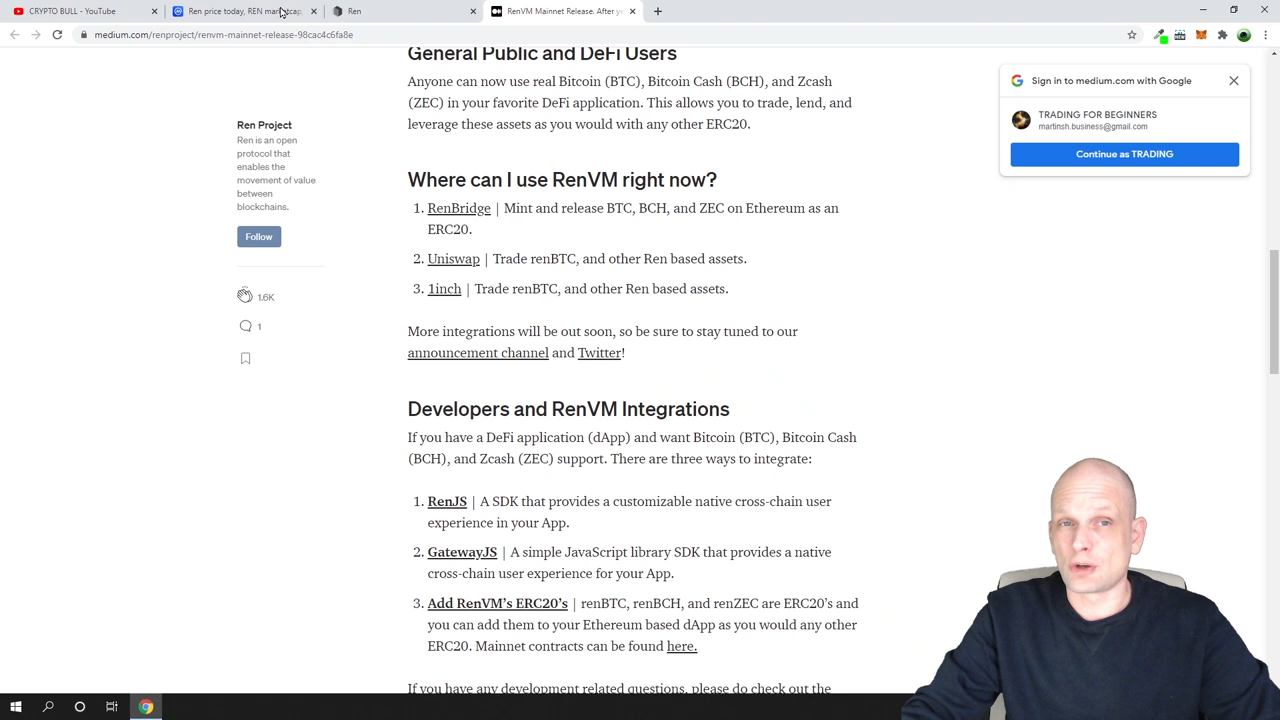 CRYPTO BULL - YouTube
Ren price today, REN marketcap,
Ren
RenVM Mainnet Release. After y
medium.com/renproject/renvm-mainnet-release-98cac4c6fa8e
General Public and DeFi Users
Anyone can now use real Bitcoin (BTC), Bitcoin Cash (BCH), and Zcash
(ZEC) in your favorite DeFi application. This allows you to trade, lend, and
leverage these assets as you would with any other ERC20.
Sign in to medium.com with Google
TRADING FOR BEGINNERS
martinsh.business@gmail.com
Continue as TRADING
Ren Project
Ren is an open
protocol that
enables the
movement of value
between
blockchains.
Follow
1.6K
1
Where can I use RenVM right now?
1. RenBridge | Mint and release BTC, BCH, and ZEC on Ethereum as an
ERC20.
2. Uniswap | Trade renBTC, and other Ren based assets.
3. 1inch | Trade renBTC, and other Ren based assets.
More integrations will be out soon, so be sure to stay tuned to our
announcement channel and Twitter!
Developers and RenVM Integrations
If you have a DeFi application (dApp) and want Bitcoin (BTC), Bitcoin Cash
(BCH), and Zcash (ZEC) support. There are three ways to integrate:
1. RenJS | A SDK that provides a customizable native cross-chain user
experience in your App.
2. GatewayJS | A simple JavaScript library SDK that provides a native
cross-chain user experience for your App.
3. Add RenVM's ERC20's | renBTC, renBCH, and renZEC are ERC20's and
you can add them to your Ethereum based dApp as you would any other
ERC20. Mainnet contracts can be found here.
If you have any development related questions, please do check out the